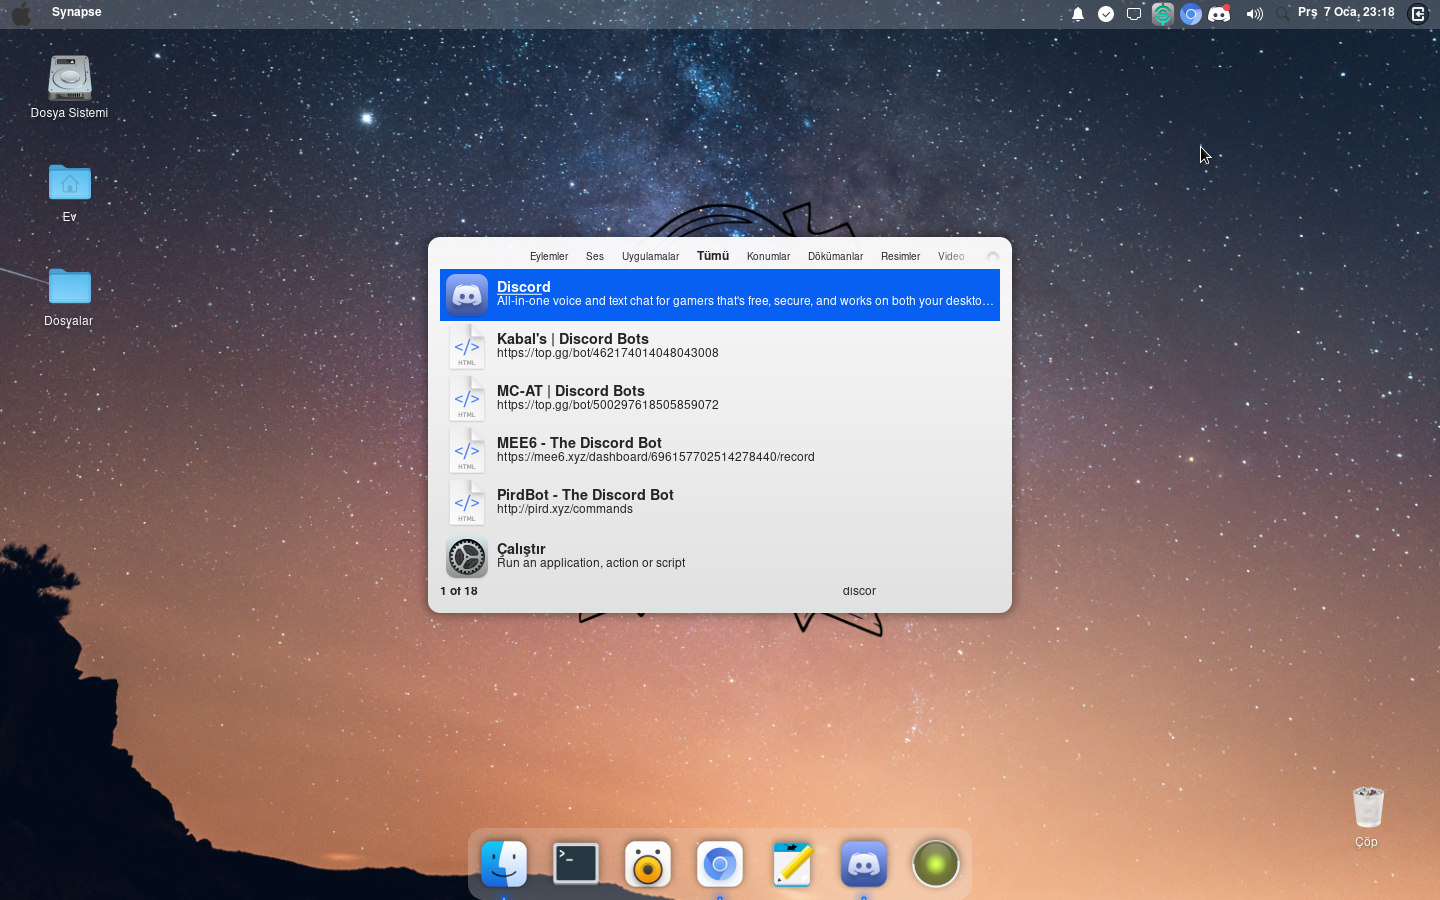 Synapse
Prş 7 Oca, 23:18
Dosya Sistemi
Ev
Dosyalar
Eylemler Ses Uygulamalar Tümü Konumlar Dökümanlar Resimler Video
Discord
All-in-one voice and text chat for gamers that's free, secure, and works on both your deskto…
Kabal's | Discord Bots
https://top.gg/bot/462174014048043008
HTML
MC-AT | Discord Bots
https://top.gg/bot/500297618505859072
HTML
MEE6 - The Discord Bot
https://mee6.xyz/dashboard/696157702514278440/record
HTML
PirdBot - The Discord Bot
http://pird.xyz/commands
HTML
Çalıştır
Run an application, action or script
1 of 18
discor
Çöp